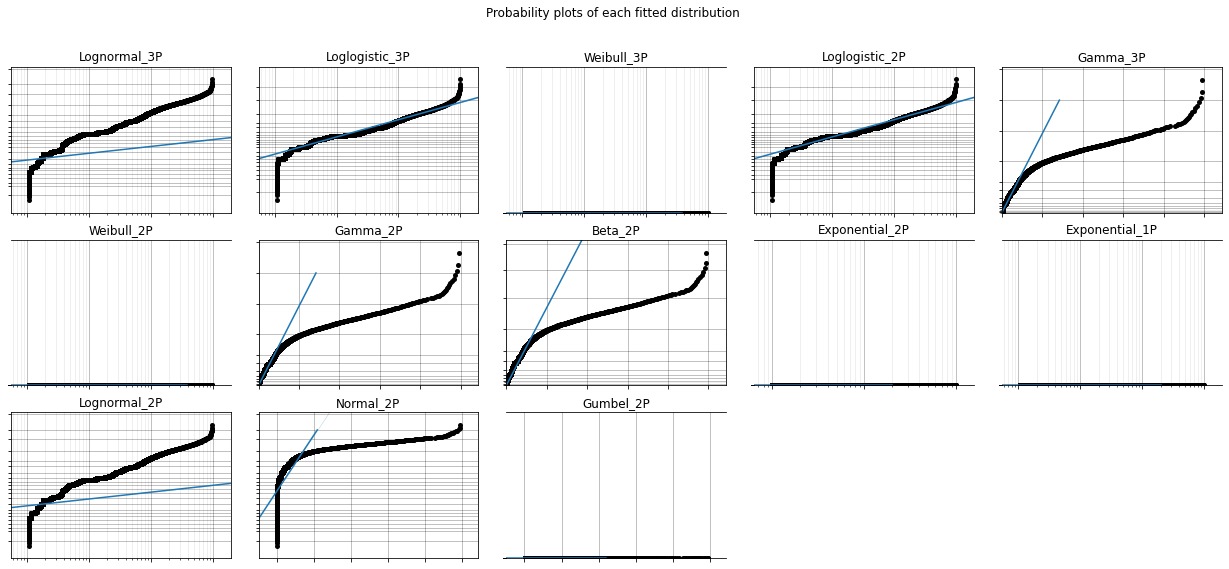 Probability plots of each fitted distribution
Lognormal_3P
Loglogistic_3P
Weibull_3P
Loglogistic_2P
Gamma_3P
Weibull_2P
Gamma_2P
Beta_2P
Exponential_2P
Exponential_1P
Lognormal_2P
Normal_2P
Gumbel_2P